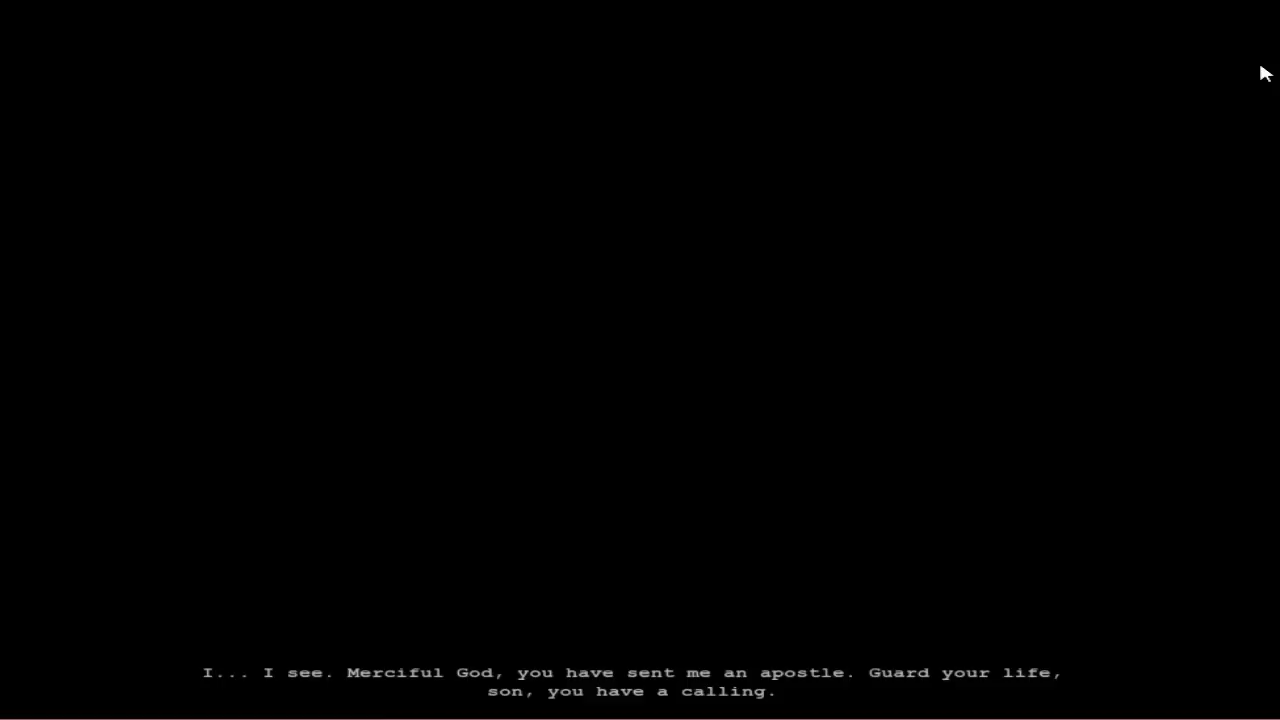 I... I see. Merciful God, you have sent me an apostle. Guard your life,
son, you have a calling.